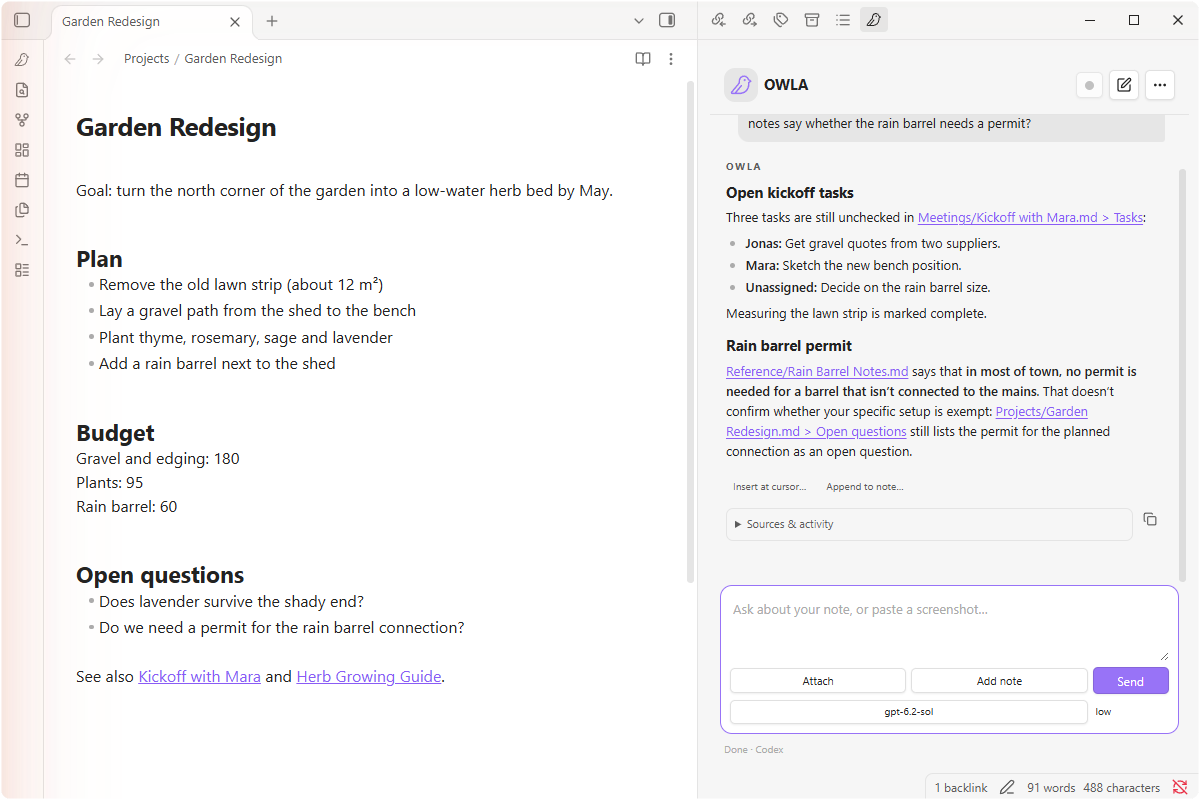 Garden Redesign
Projects / Garden Redesign
Garden Redesign
Goal: turn the north corner of the garden into a low-water herb bed by May.
Plan
Remove the old lawn strip (about 12 m²)
Lay a gravel path from the shed to the bench
Plant thyme, rosemary, sage and lavender
Add a rain barrel next to the shed
Budget
Gravel and edging: 180
Plants: 95
Rain barrel: 60
Open questions
Does lavender survive the shady end?
Do we need a permit for the rain barrel connection?
See also Kickoff with Mara and Herb Growing Guide.
OWLA
notes say whether the rain barrel needs a permit?
OWLA
Open kickoff tasks
Three tasks are still unchecked in Meetings/Kickoff with Mara.md > Tasks:
Jonas: Get gravel quotes from two suppliers.
Mara: Sketch the new bench position.
Unassigned: Decide on the rain barrel size.
Measuring the lawn strip is marked complete.
Rain barrel permit
Reference/Rain Barrel Notes.md says that in most of town, no permit is
needed for a barrel that isn’t connected to the mains. That doesn’t
confirm whether your specific setup is exempt: Projects/Garden
Redesign.md > Open questions still lists the permit for the planned
connection as an open question.
Insert at cursor... Append to note...
Sources & activity
Ask about your note, or paste a screenshot...
Attach Add note Send
gpt-6.2-sol low
Done · Codex
1 backlink 91 words 488 characters